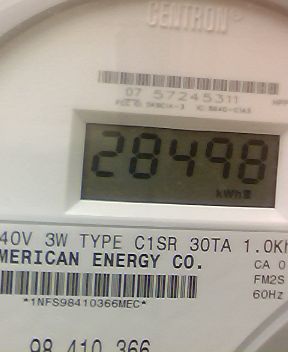 CENTRON®
07 57245311
28498
kWh
40V 3W TYPE C1SR 30TA 1.0Kh
MERICAN ENERGY CO.
CA 0
FM2S
60Hz
*1NFS98410366MEC*
98 410 366